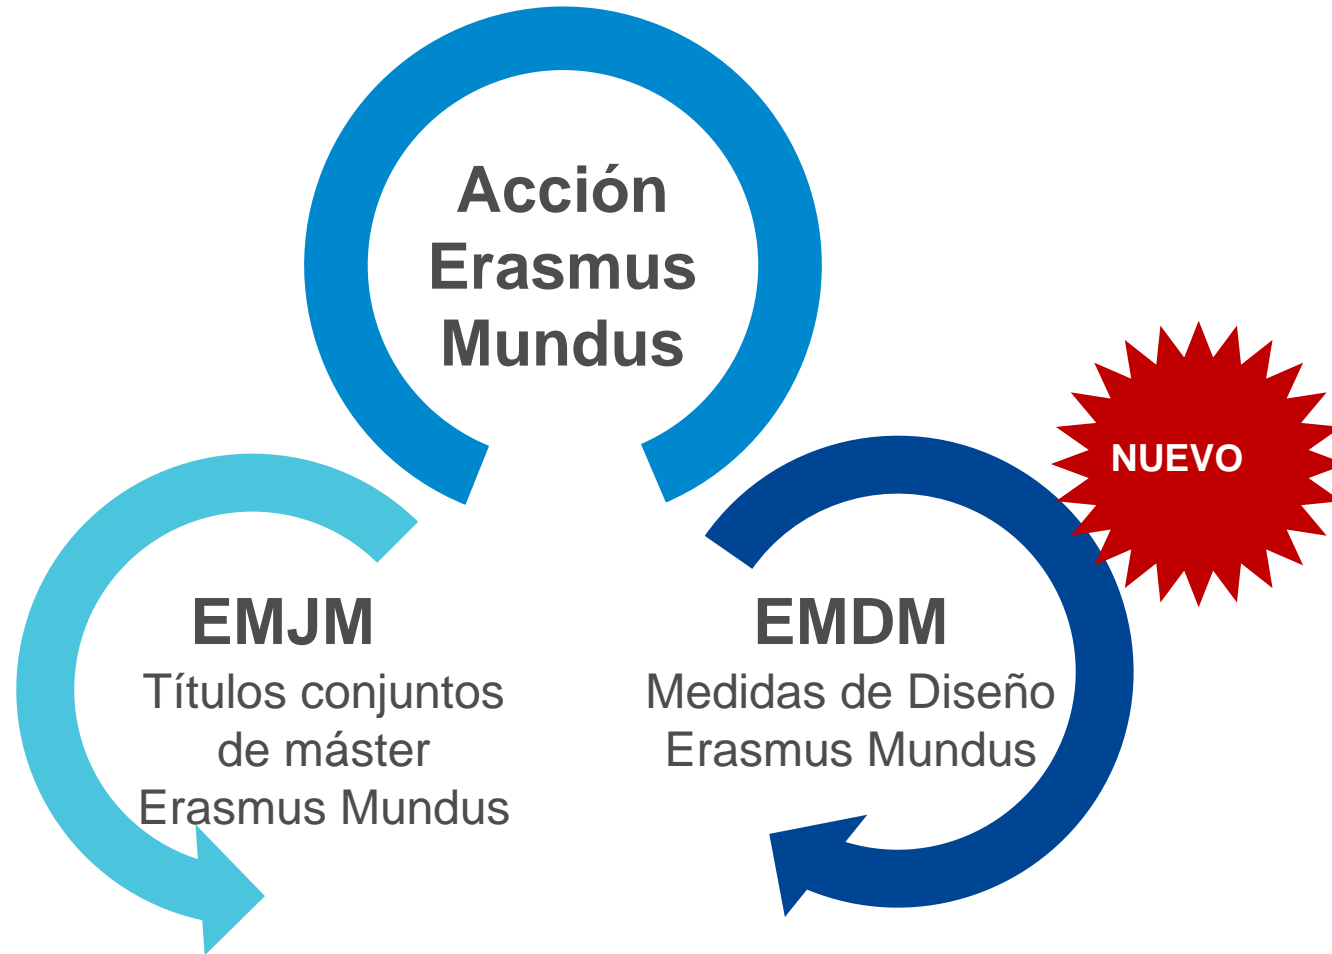 Acción
Erasmus
Mundus
NUEVO
EMJM
Títulos conjuntos
de máster
Erasmus Mundus
EMDM
Medidas de Diseño
Erasmus Mundus